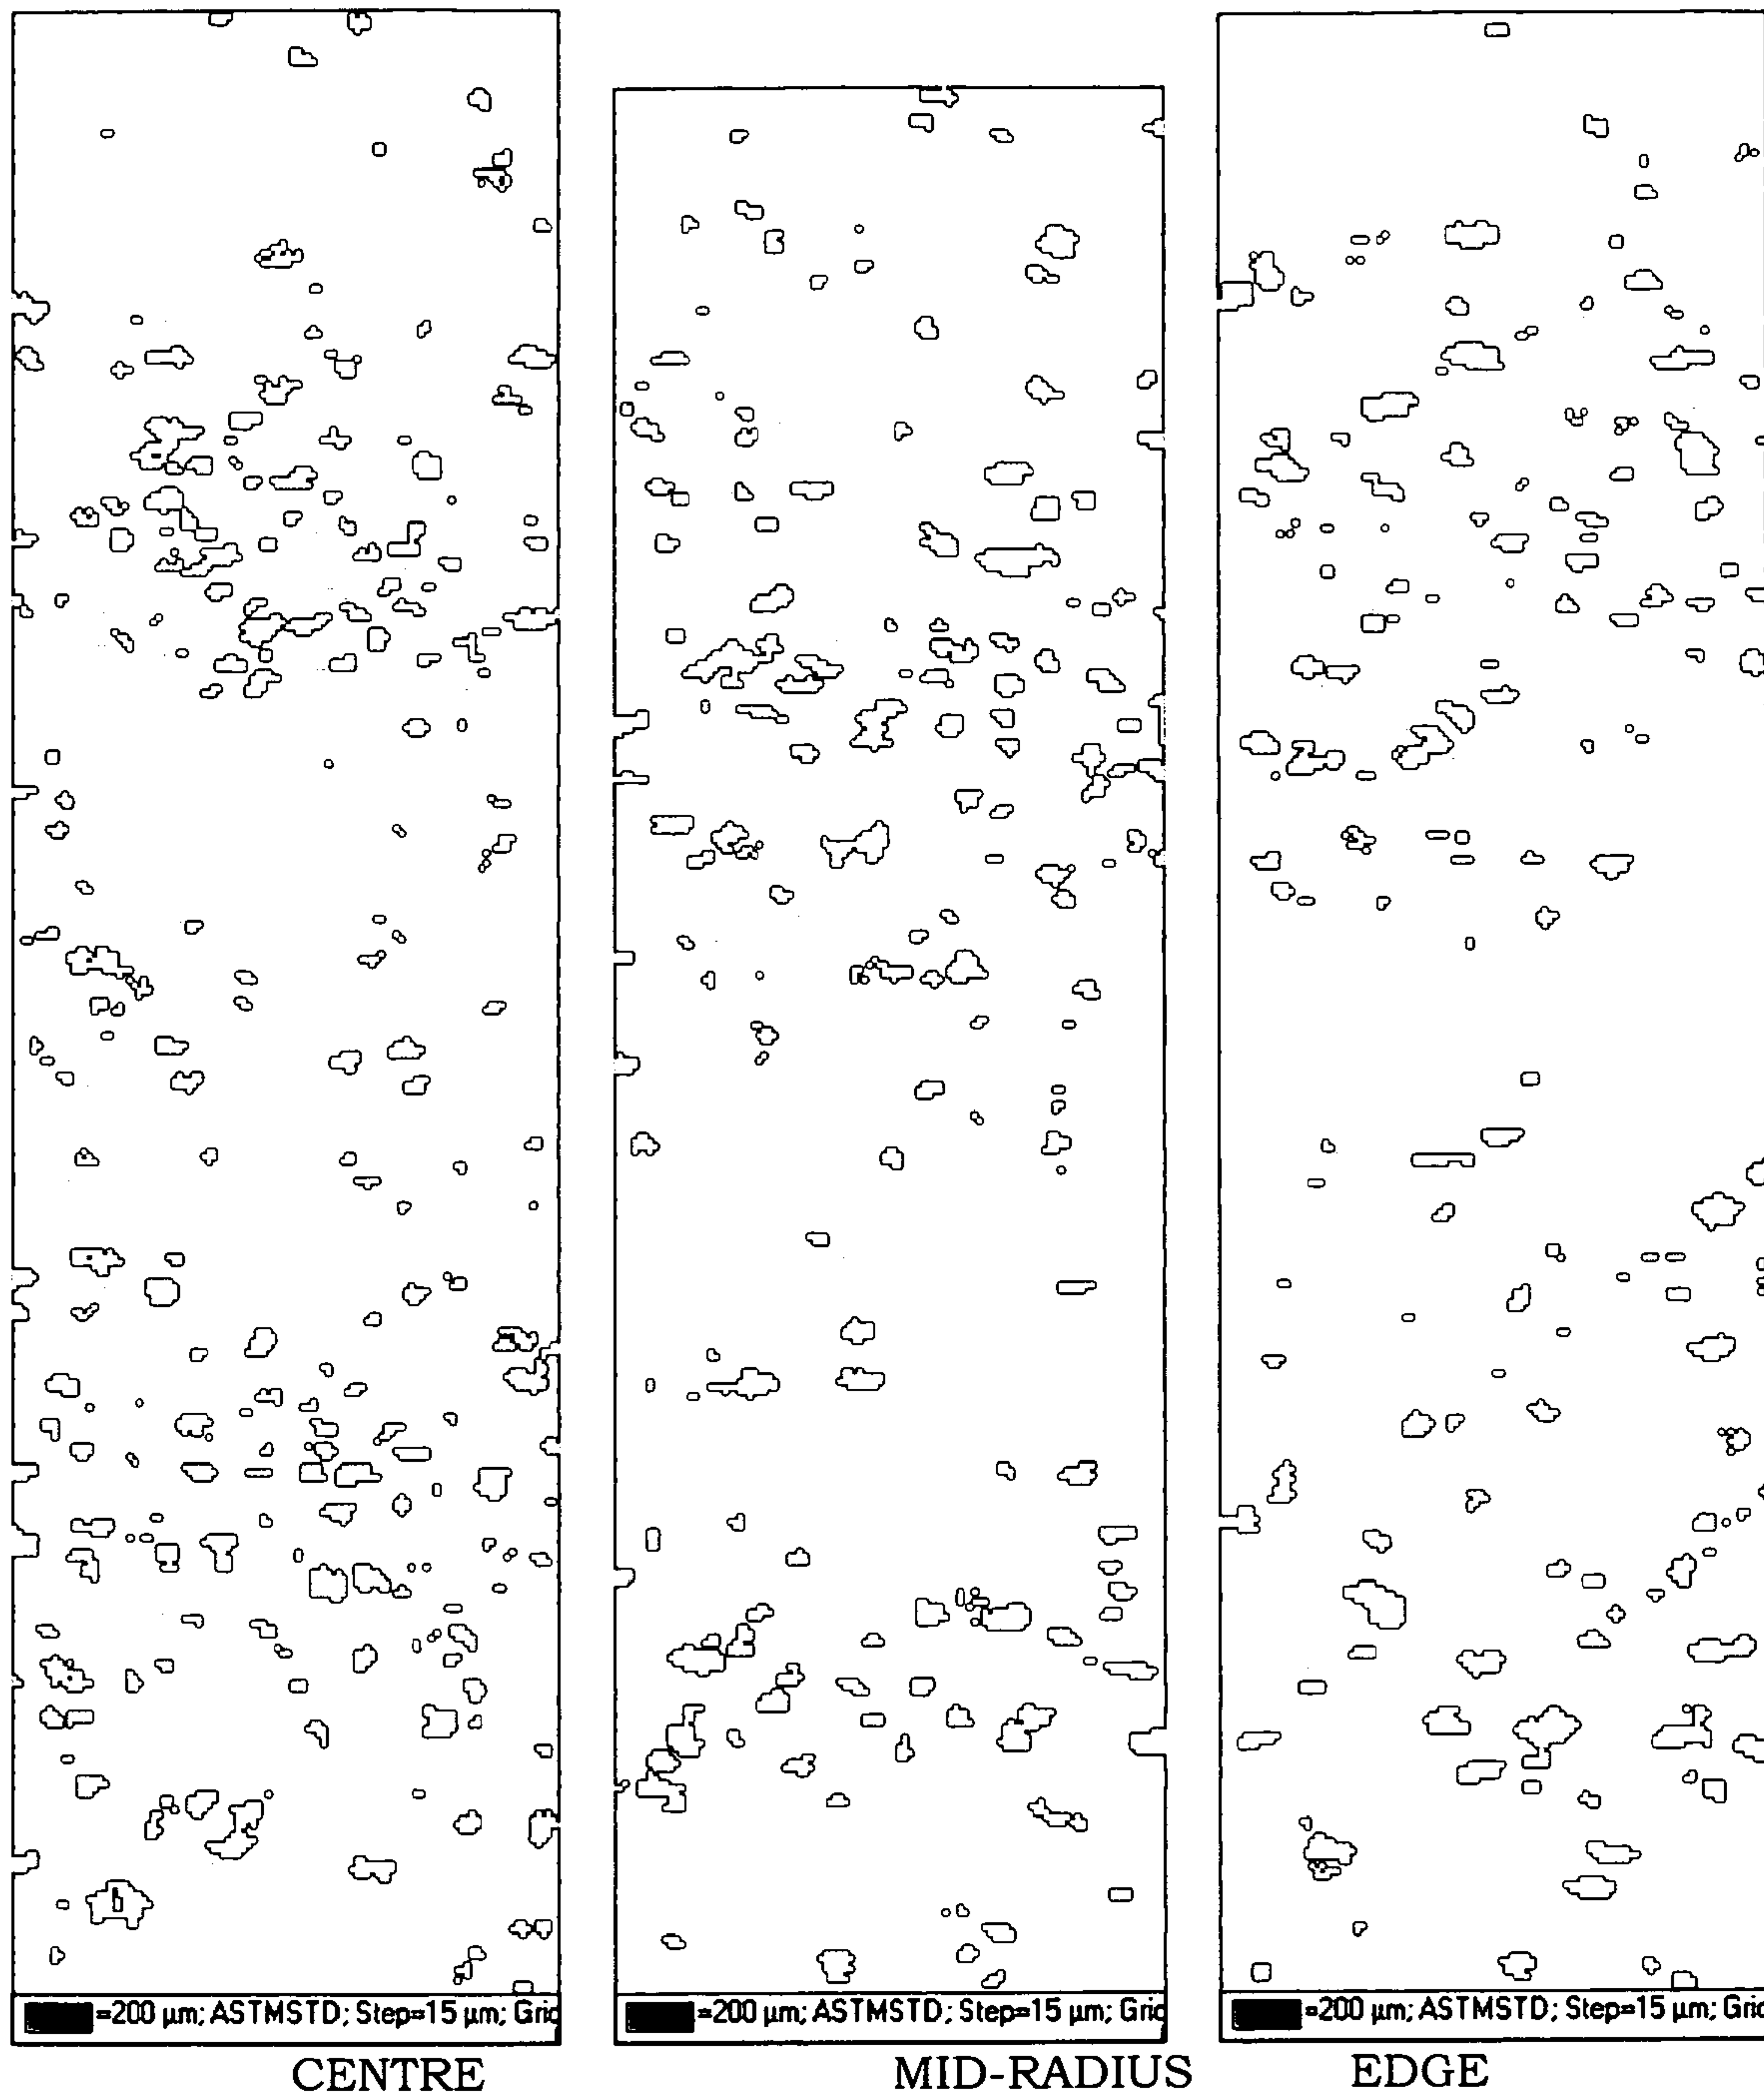 =200 µm; ASTMSTD; Step=15 µm; Grid
=200 µm; ASTMSTD; Step=15 µm; Grid
=200 µm; ASTMSTD; Step=15 µm; Grid
CENTRE
MID-RADIUS
EDGE